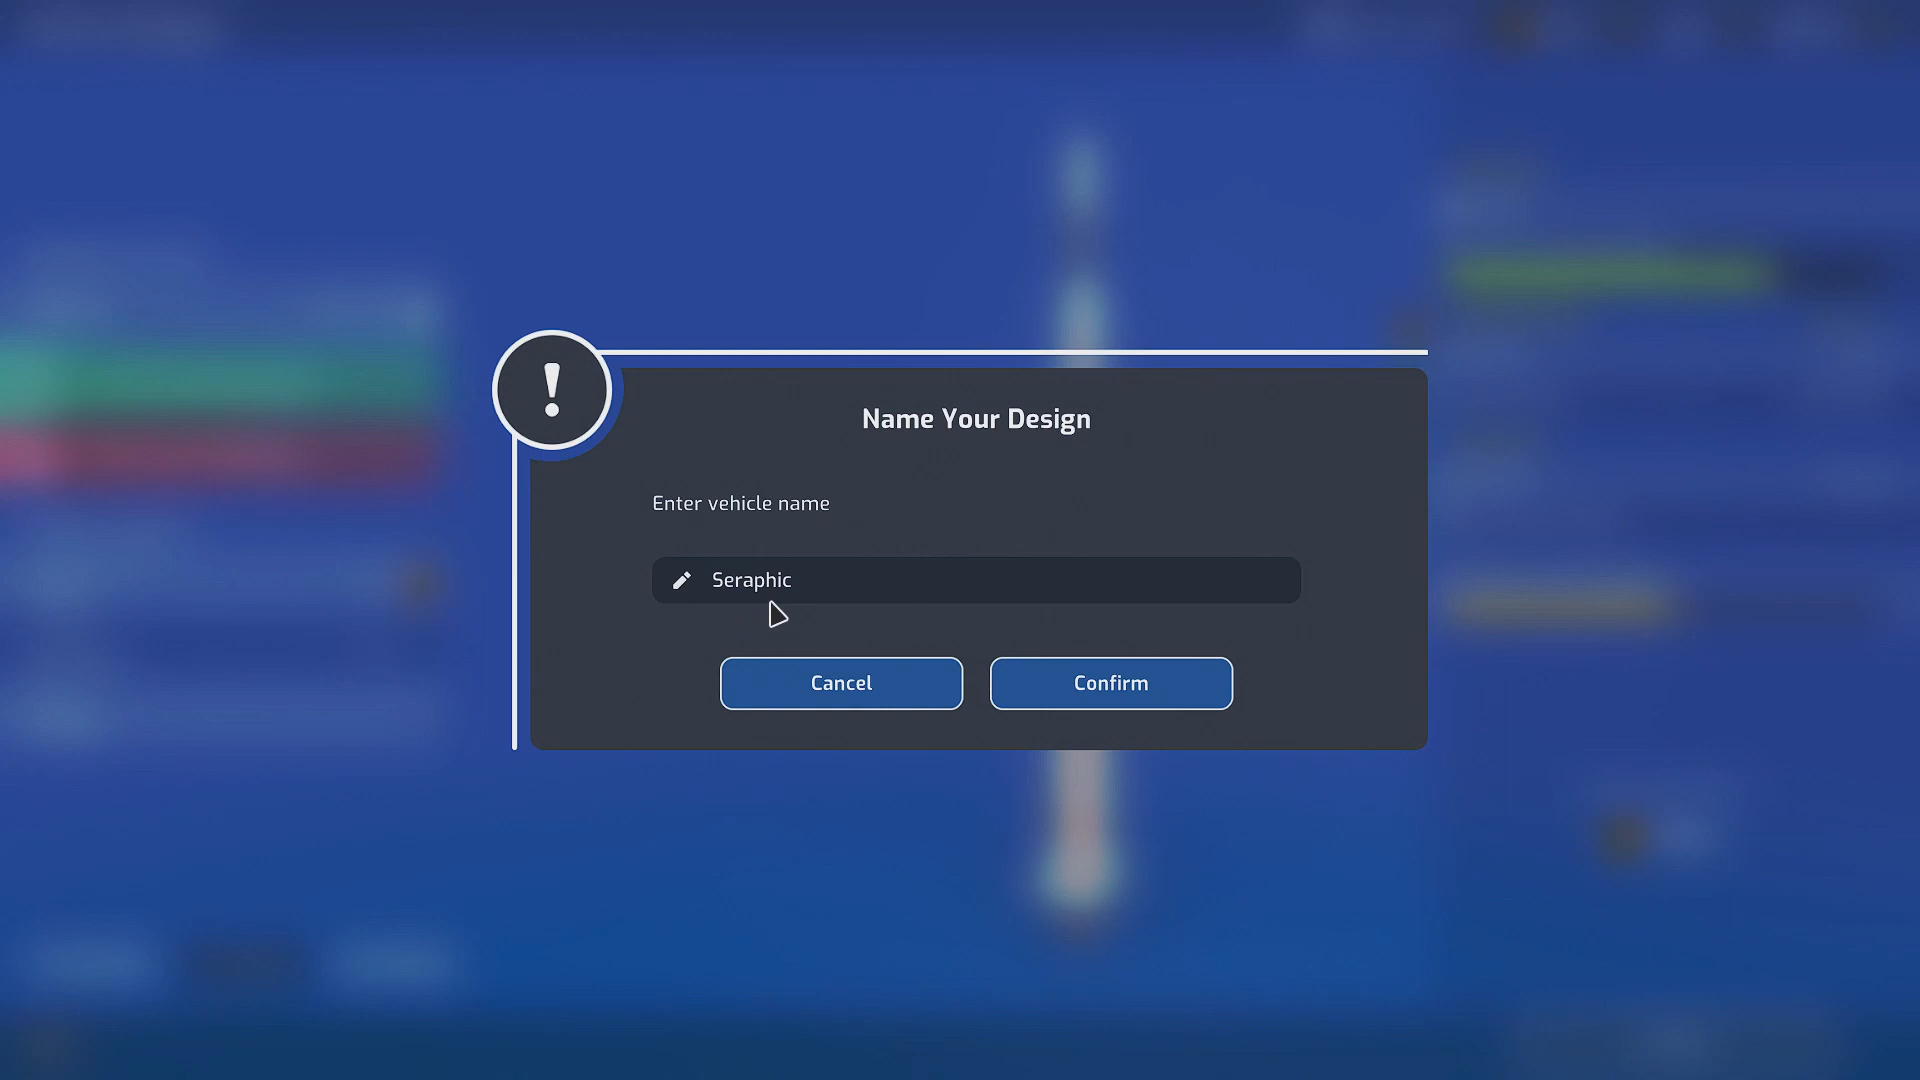 !
Name Your Design
Enter vehicle name
Seraphic
Cancel
Confirm